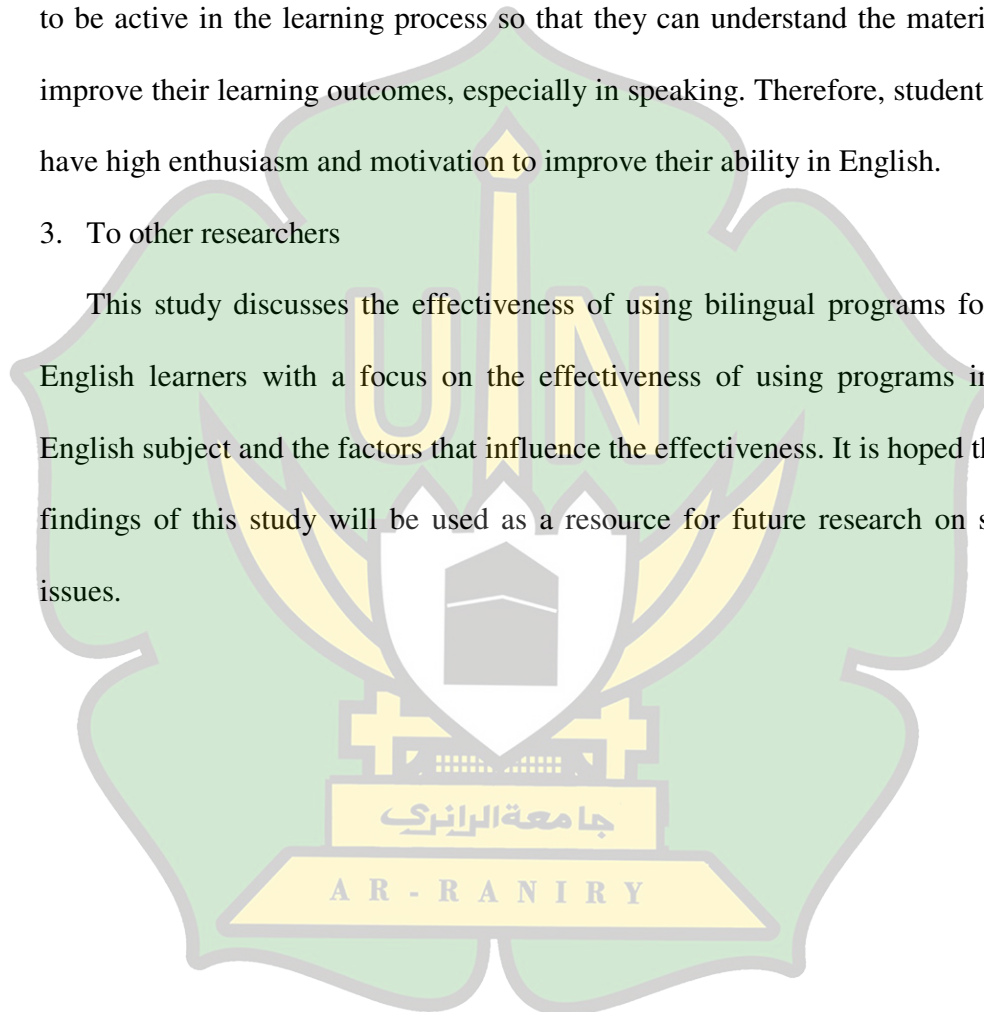 to be active in the learning process so that they can understand the materi
improve their learning outcomes, especially in speaking. Therefore, student
have high enthusiasm and motivation to improve their ability in English.
3. To other researchers
This study discusses the effectiveness of using bilingual programs fo
English learners with a focus on the effectiveness of using programs in
English subject and the factors that influence the effectiveness. It is hoped th
findings of this study will be used as a resource for future research on s
issues.
UIN
جامعةالرانري
AR-RANIRY